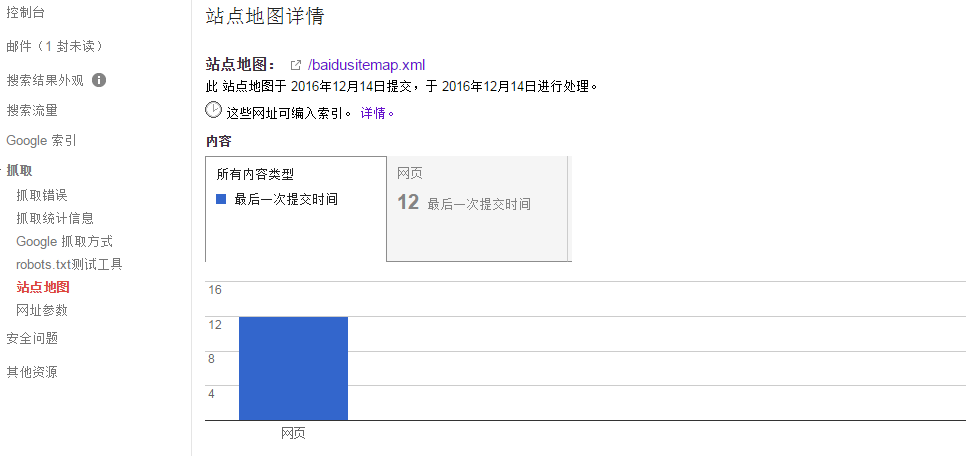 控制台
邮件（1 封未读）
搜索结果外观
搜索流量
Google 索引
抓取
抓取错误
抓取统计信息
Google 抓取方式
robots.txt测试工具
站点地图
网址参数
安全问题
其他资源
站点地图详情
站点地图： /baidusitemap.xml
此 站点地图于 2016年12月14日提交，于 2016年12月14日进行处理。
这些网址可编入索引。 详情。
内容
所有内容类型
最后一次提交时间
网页
12 最后一次提交时间
16
12
8
4
网页